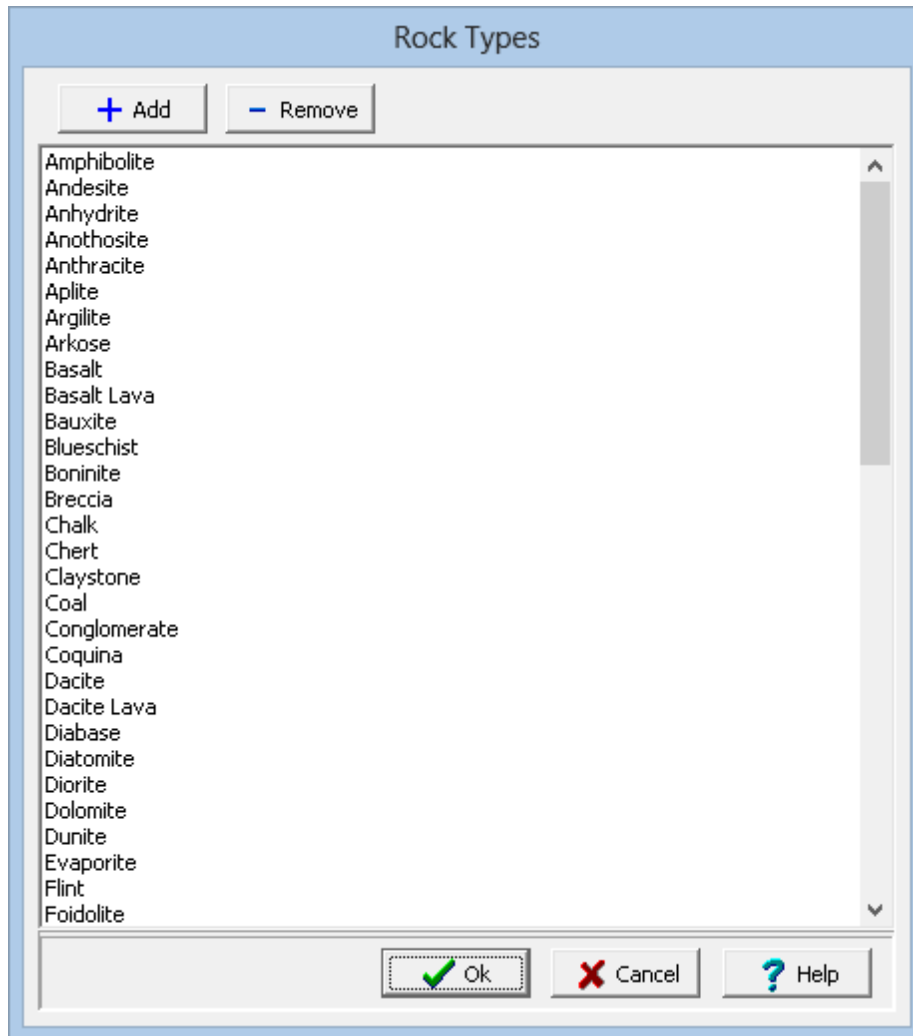 Rock Types
Add
Remove
Amphibolite
Andesite
Anhydrite
Anothosite
Anthracite
Aplite
Argilite
Arkose
Basalt
Basalt Lava
Bauxite
Blueschist
Boninite
Breccia
Chalk
Chert
Claystone
Coal
Conglomerate
Coquina
Dacite
Dacite Lava
Diabase
Diatomite
Diorite
Dolomite
Dunite
Evaporite
Flint
Foidolite
Ok
Cancel
Help